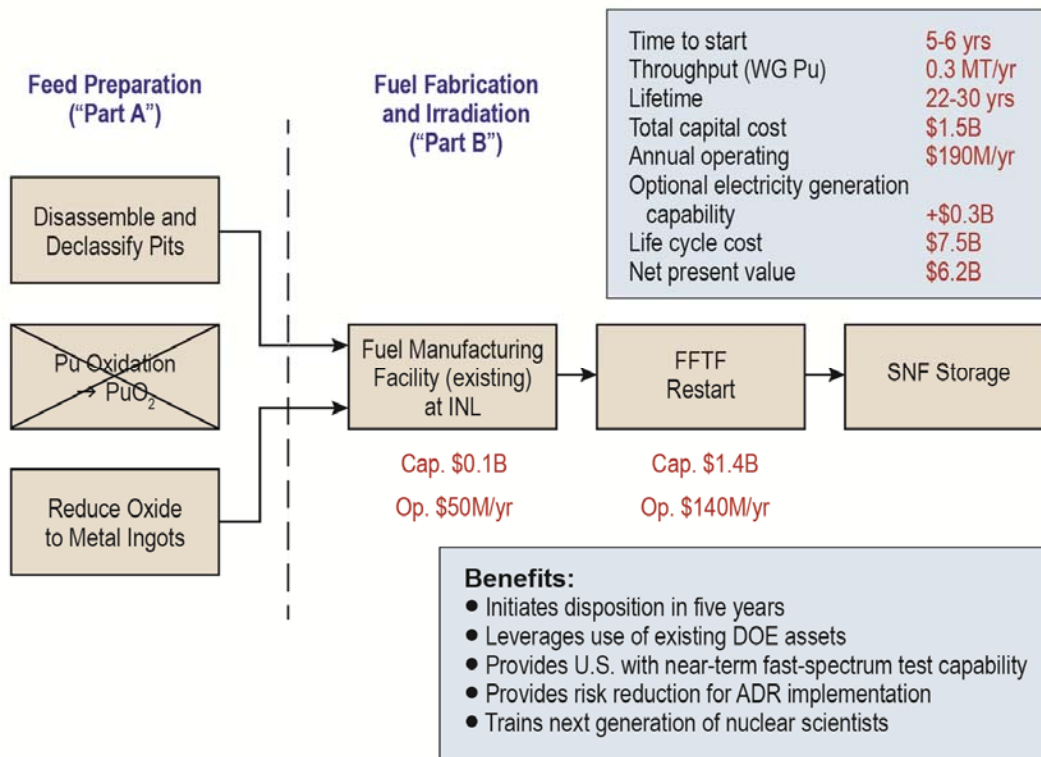 Feed Preparation
(“Part A”)
Fuel Fabrication
and Irradiation
(“Part B”)
Time to start 5-6 yrs
Throughput (WG Pu) 0.3 MT/yr
Lifetime 22-30 yrs
Total capital cost $1.5B
Annual operating $190M/yr
Optional electricity generation
capability +$0.3B
Life cycle cost $7.5B
Net present value $6.2B
Disassemble and
Declassify Pits
Pu Oxidation
→ PuO₂
Reduce Oxide
to Metal Ingots
Fuel Manufacturing
Facility (existing)
at INL
Cap. $0.1B
Op. $50M/yr
FFTF
Restart
Cap. $1.4B
Op. $140M/yr
SNF Storage
Benefits:
● Initiates disposition in five years
● Leverages use of existing DOE assets
● Provides U.S. with near-term fast-spectrum test capability
● Provides risk reduction for ADR implementation
● Trains next generation of nuclear scientists